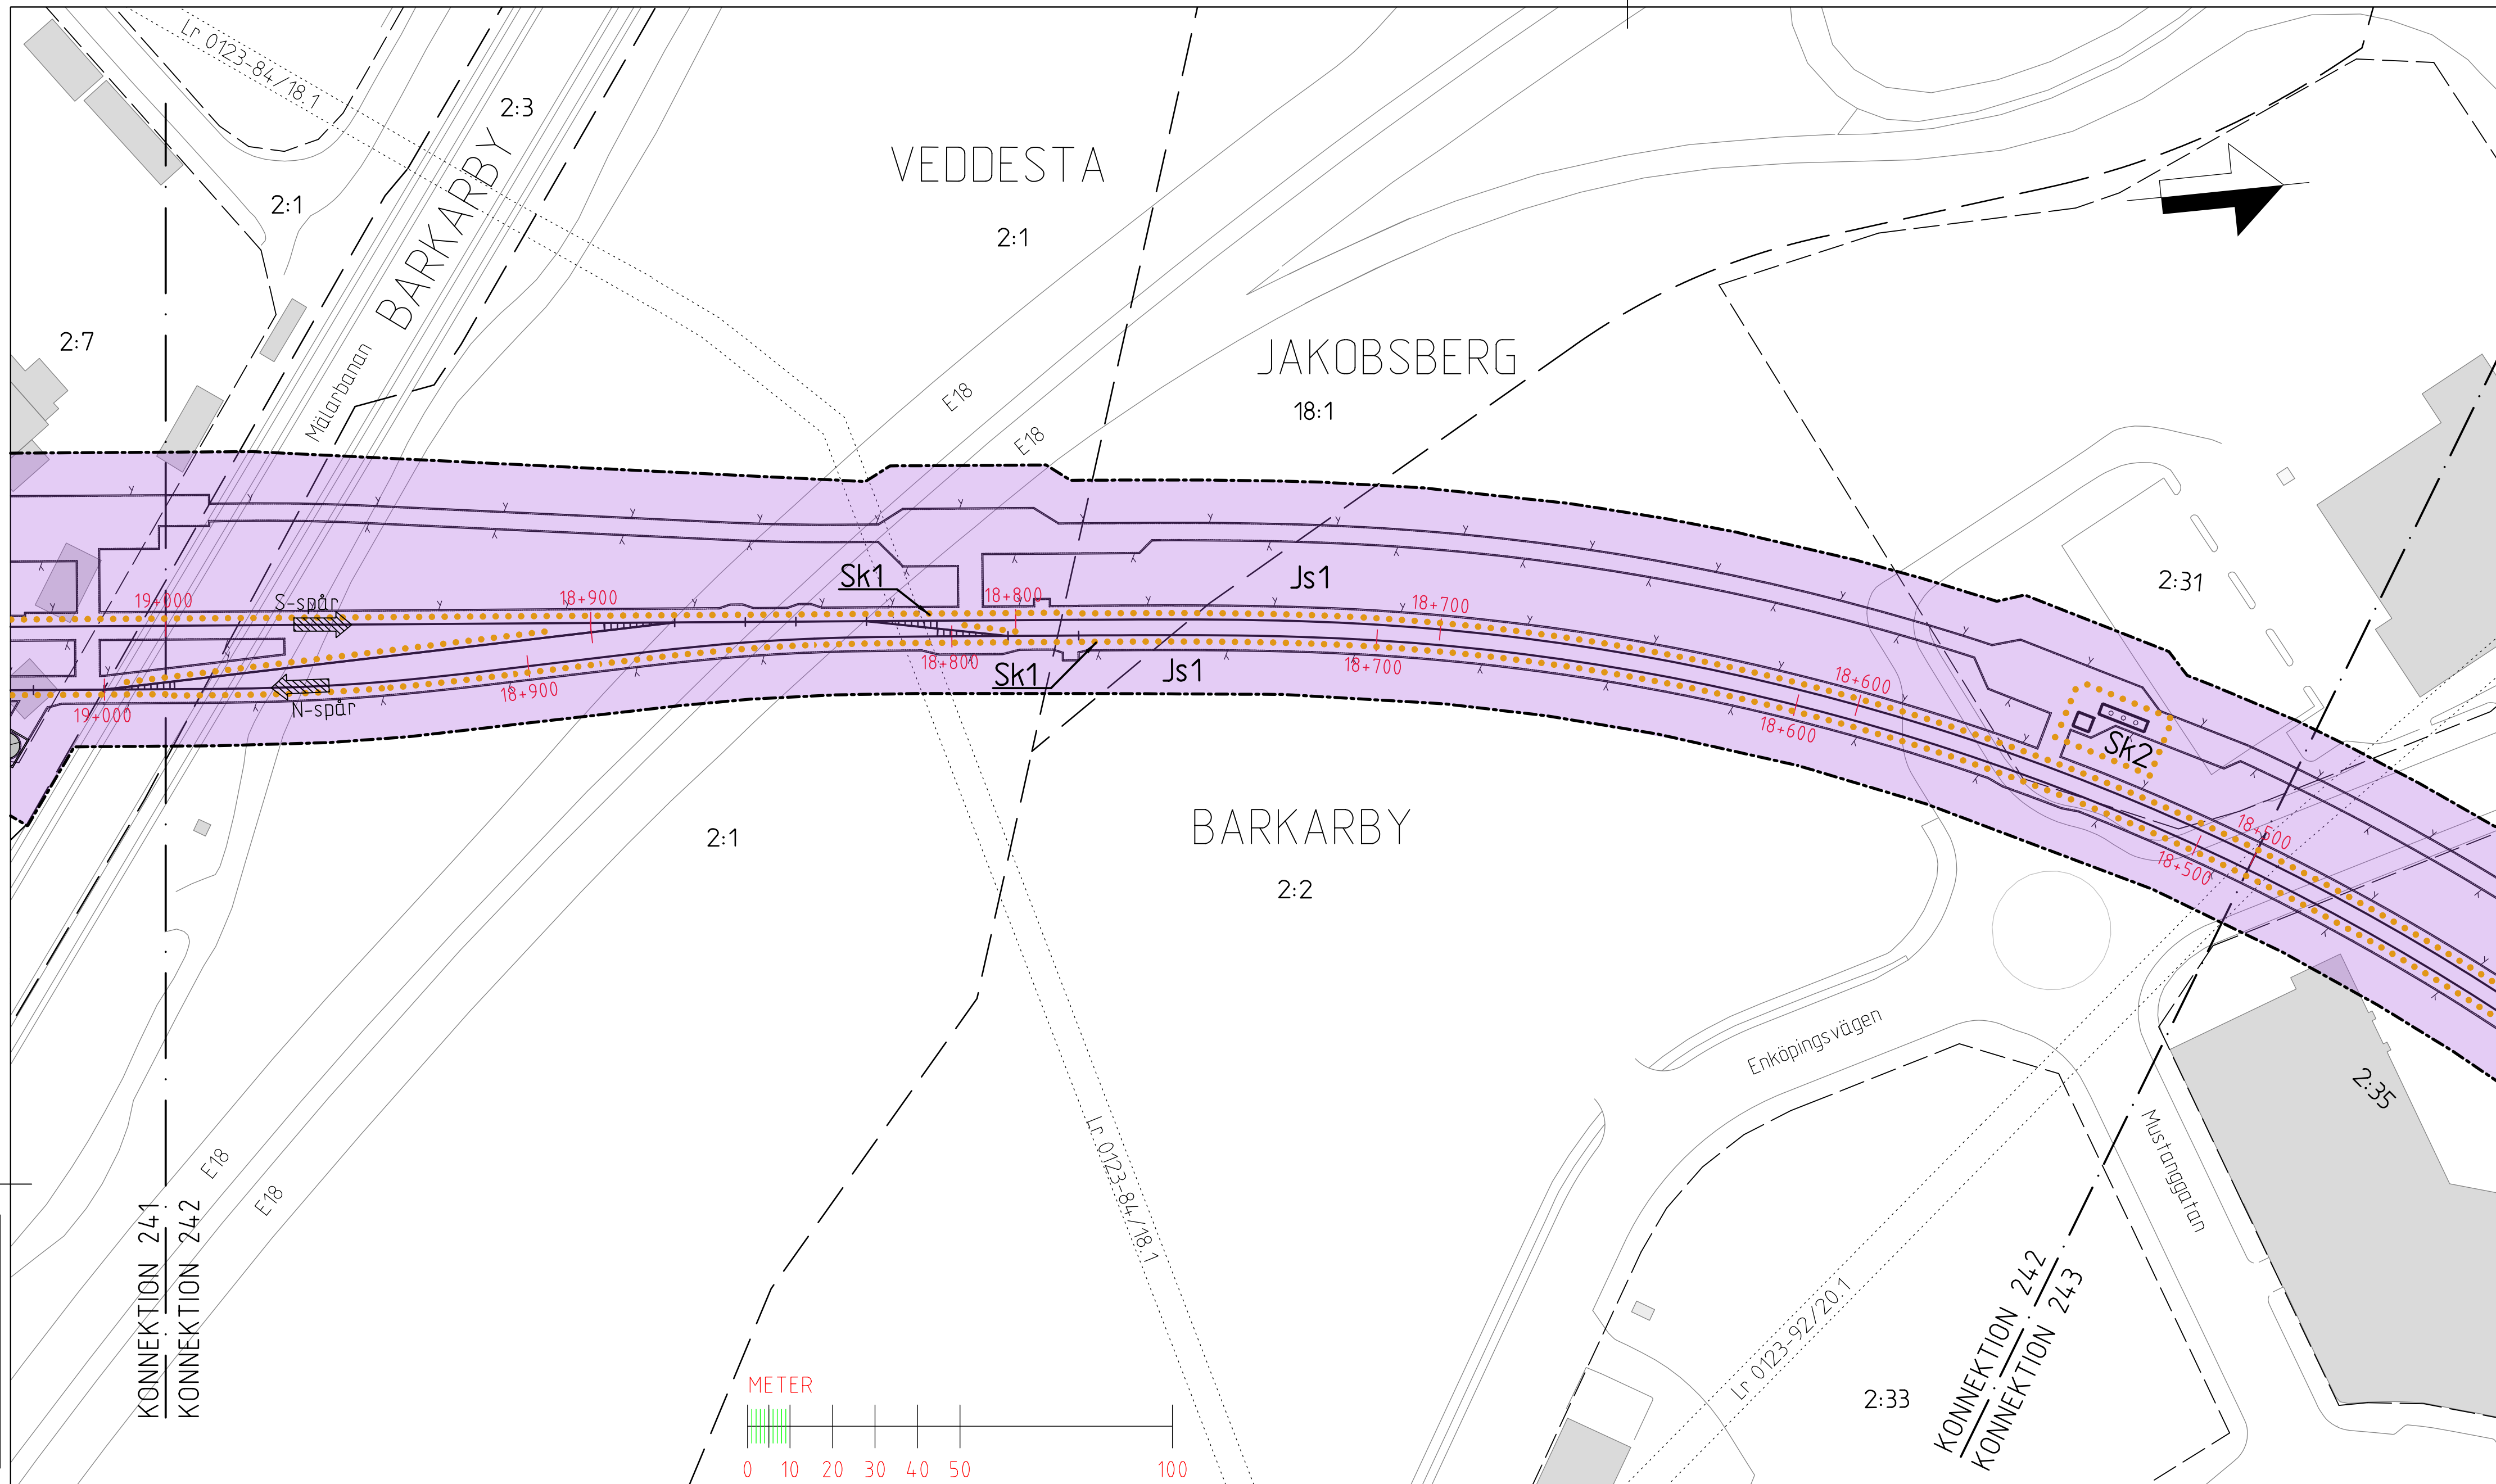 Lr 0123-84/18.1
2:3
BARKARBY
2:1
2:7
Mälarbanan
VEDDESTA
2:1
JAKOBSBERG
18:1
E18
E18
Sk1
Js1
2:31
19+000
S-spår
18+900
18+800
18+700
18+600
19+000
N-spår
18+900
18+800
Sk1
Js1
18+700
18+600
Sk2
18+500
18+500
2:1
BARKARBY
2:2
Enköpingsvägen
2:35
Mustanggatan
E18
E18
Lr 0123-84/18.1
KONNEKTION 241
KONNEKTION 242
Lr 0123-92/20.1
2:33
KONNEKTION 242
KONNEKTION 243
METER
0 10 20 30 40 50 100